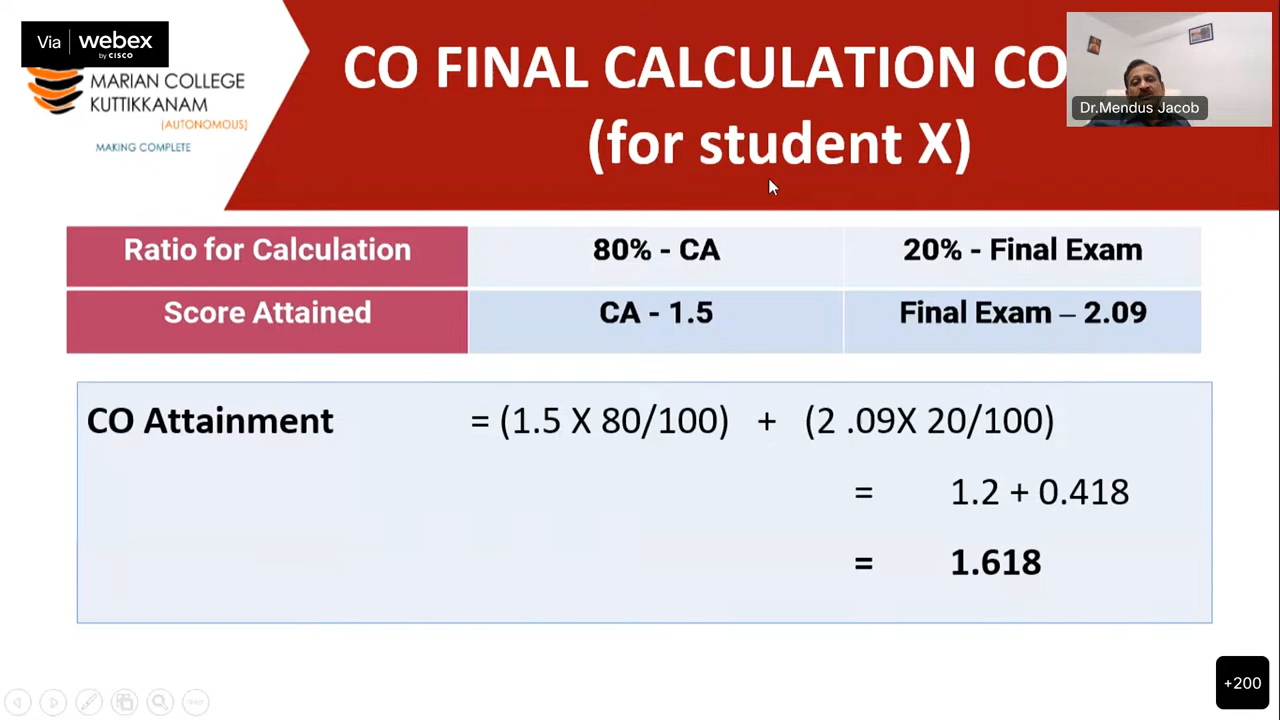 Via webex
by CISCO
MARIAN COLLEGE
KUTTIKKANAM
(AUTONOMOUS)
MAKING COMPLETE
CO FINAL CALCULATION CO
(for student X)
Dr.Mendus Jacob
Ratio for Calculation 80% - CA 20% - Final Exam
Score Attained CA - 1.5 Final Exam – 2.09
CO Attainment = (1.5 X 80/100) + (2 .09X 20/100)
= 1.2 + 0.418
= 1.618
+200